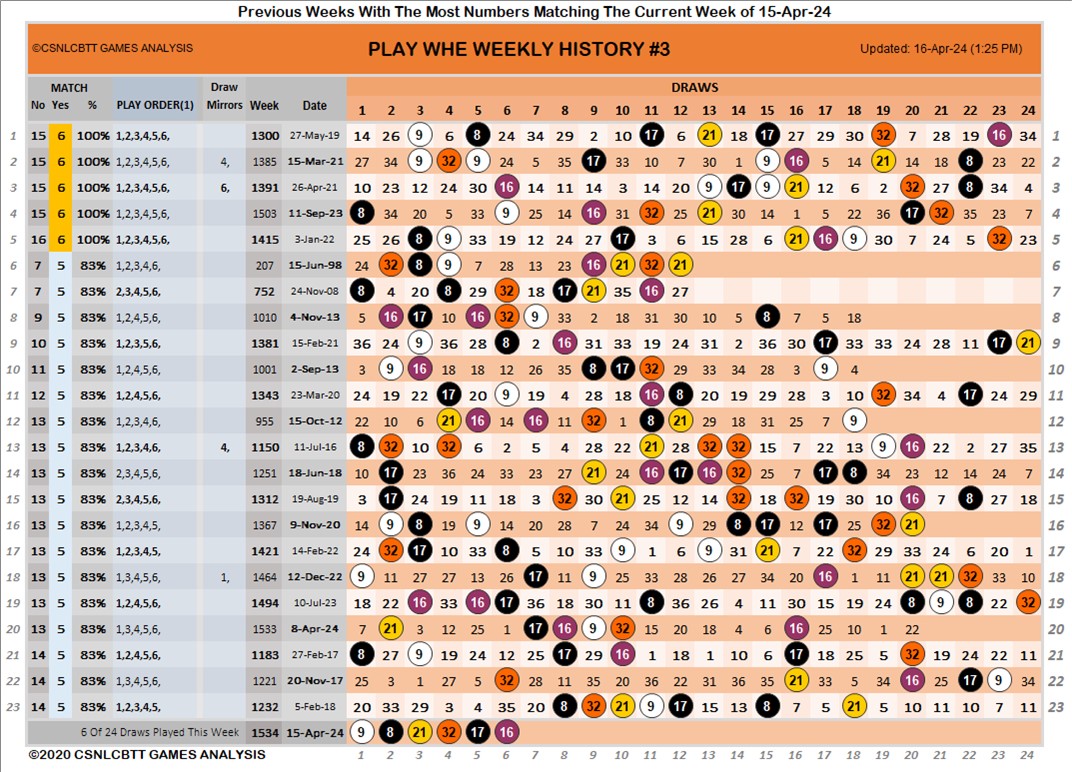 Previous Weeks With The Most Numbers Matching The Current Week of 15-Apr-24
©CSNLCBTT GAMES ANALYSIS PLAY WHE WEEKLY HISTORY #3 Updated: 16-Apr-24 (1:25 PM)
MATCH Draw DRAWS
No Yes % PLAY ORDER(1) Mirrors Week Date 1 2 3 4 5 6 7 8 9 10 11 12 13 14 15 16 17 18 19 20 21 22 23 24
1 15 6 100% 1,2,3,4,5,6, 1300 27-May-19 14 26 9 6 8 24 34 29 2 10 17 6 21 18 15 27 29 30 32 7 28 19 16 34 1
2 15 6 100% 1,2,3,4,5,6, 4, 1385 15-Mar-21 27 34 9 32 9 24 5 35 17 33 10 7 30 1 9 16 5 14 21 14 18 8 23 22 2
3 15 6 100% 1,2,3,4,5,6, 6, 1391 26-Apr-21 10 23 12 24 30 16 14 11 14 3 14 20 9 17 9 21 12 6 2 32 27 8 34 4 3
4 15 6 100% 1,2,3,4,5,6, 1503 11-Sep-23 8 34 20 5 33 9 25 14 16 31 32 25 21 30 14 1 5 22 36 17 32 35 23 7 4
5 16 6 100% 1,2,3,4,5,6, 1415 3-Jan-22 25 26 8 9 33 19 12 24 27 17 3 6 15 28 6 21 16 9 30 7 24 5 32 23 5
6 7 5 83% 1,2,3,4,6, 207 15-Jun-98 24 32 8 9 7 28 13 23 16 21 32 21 6
7 7 5 83% 2,3,4,5,6, 752 24-Nov-08 8 4 20 8 29 32 18 17 21 35 16 27 7
8 9 5 83% 1,2,4,5,6, 1010 4-Nov-13 5 16 17 10 16 32 9 33 2 18 31 30 10 5 8 7 5 18 8
9 10 5 83% 1,2,3,5,6, 1381 15-Feb-21 36 24 9 36 28 8 2 16 31 33 19 24 31 2 36 30 17 33 33 24 28 11 17 21 9
10 11 5 83% 1,2,4,5,6, 1001 2-Sep-13 3 9 16 18 18 12 26 35 8 17 32 29 33 34 28 3 9 4 10
11 12 5 83% 1,2,4,5,6, 1343 23-Mar-20 24 19 22 17 20 9 19 4 28 18 16 8 20 19 29 28 3 10 32 34 4 17 24 29 11
12 13 5 83% 1,2,3,4,6, 955 15-Oct-12 22 10 6 21 16 14 16 11 32 1 8 21 29 18 31 25 7 9 12
13 13 5 83% 1,2,3,4,6, 4, 1150 11-Jul-16 8 32 10 32 6 2 5 4 28 22 21 28 32 32 15 7 22 13 9 16 22 2 27 35 13
14 13 5 83% 2,3,4,5,6, 1251 18-Jun-18 10 17 23 36 24 33 23 27 21 24 16 17 16 32 25 7 17 8 34 23 12 14 24 7 14
15 13 5 83% 2,3,4,5,6, 1312 19-Aug-19 3 17 24 19 11 18 3 32 30 21 25 12 14 32 18 32 19 30 10 16 7 8 27 18 15
16 13 5 83% 1,2,3,4,5, 1367 9-Nov-20 14 9 8 19 9 14 20 28 7 24 34 9 29 8 17 16 17 25 32 21 16
17 13 5 83% 1,2,3,4,5, 1421 14-Feb-22 24 32 17 10 33 8 5 10 33 9 1 6 9 31 21 7 22 32 29 33 24 6 20 1 17
18 13 5 83% 1,3,4,5,6, 1, 1464 12-Dec-22 9 11 27 27 13 26 17 11 9 25 33 28 26 27 34 20 16 1 11 21 21 32 33 10 18
19 13 5 83% 1,2,4,5,6, 1494 10-Jul-23 18 22 16 33 16 17 36 18 30 11 8 36 26 4 11 30 15 19 24 8 9 8 22 32 19
20 13 5 83% 1,3,4,5,6, 1533 8-Apr-24 7 21 3 12 25 1 17 16 9 32 15 20 18 4 6 16 25 10 1 22 20
21 14 5 83% 1,2,4,5,6, 1183 27-Feb-17 8 27 9 19 24 12 25 17 29 16 1 18 1 10 6 17 18 25 5 32 19 24 22 11 21
22 14 5 83% 1,3,4,5,6, 1221 20-Nov-17 25 3 1 27 5 32 28 11 35 20 36 22 31 36 35 21 33 5 34 16 25 17 9 34 22
23 14 5 83% 1,2,3,4,5, 1232 5-Feb-18 20 33 29 3 4 35 20 8 32 21 9 17 15 13 8 7 5 21 5 10 11 10 7 11 23
6 Of 24 Draws Played This Week 1534 15-Apr-24 9 8 21 32 17 16
©2020 CSNLCBTT GAMES ANALYSIS 1 2 3 4 5 6 7 8 9 10 11 12 13 14 15 16 17 18 19 20 21 22 23 24